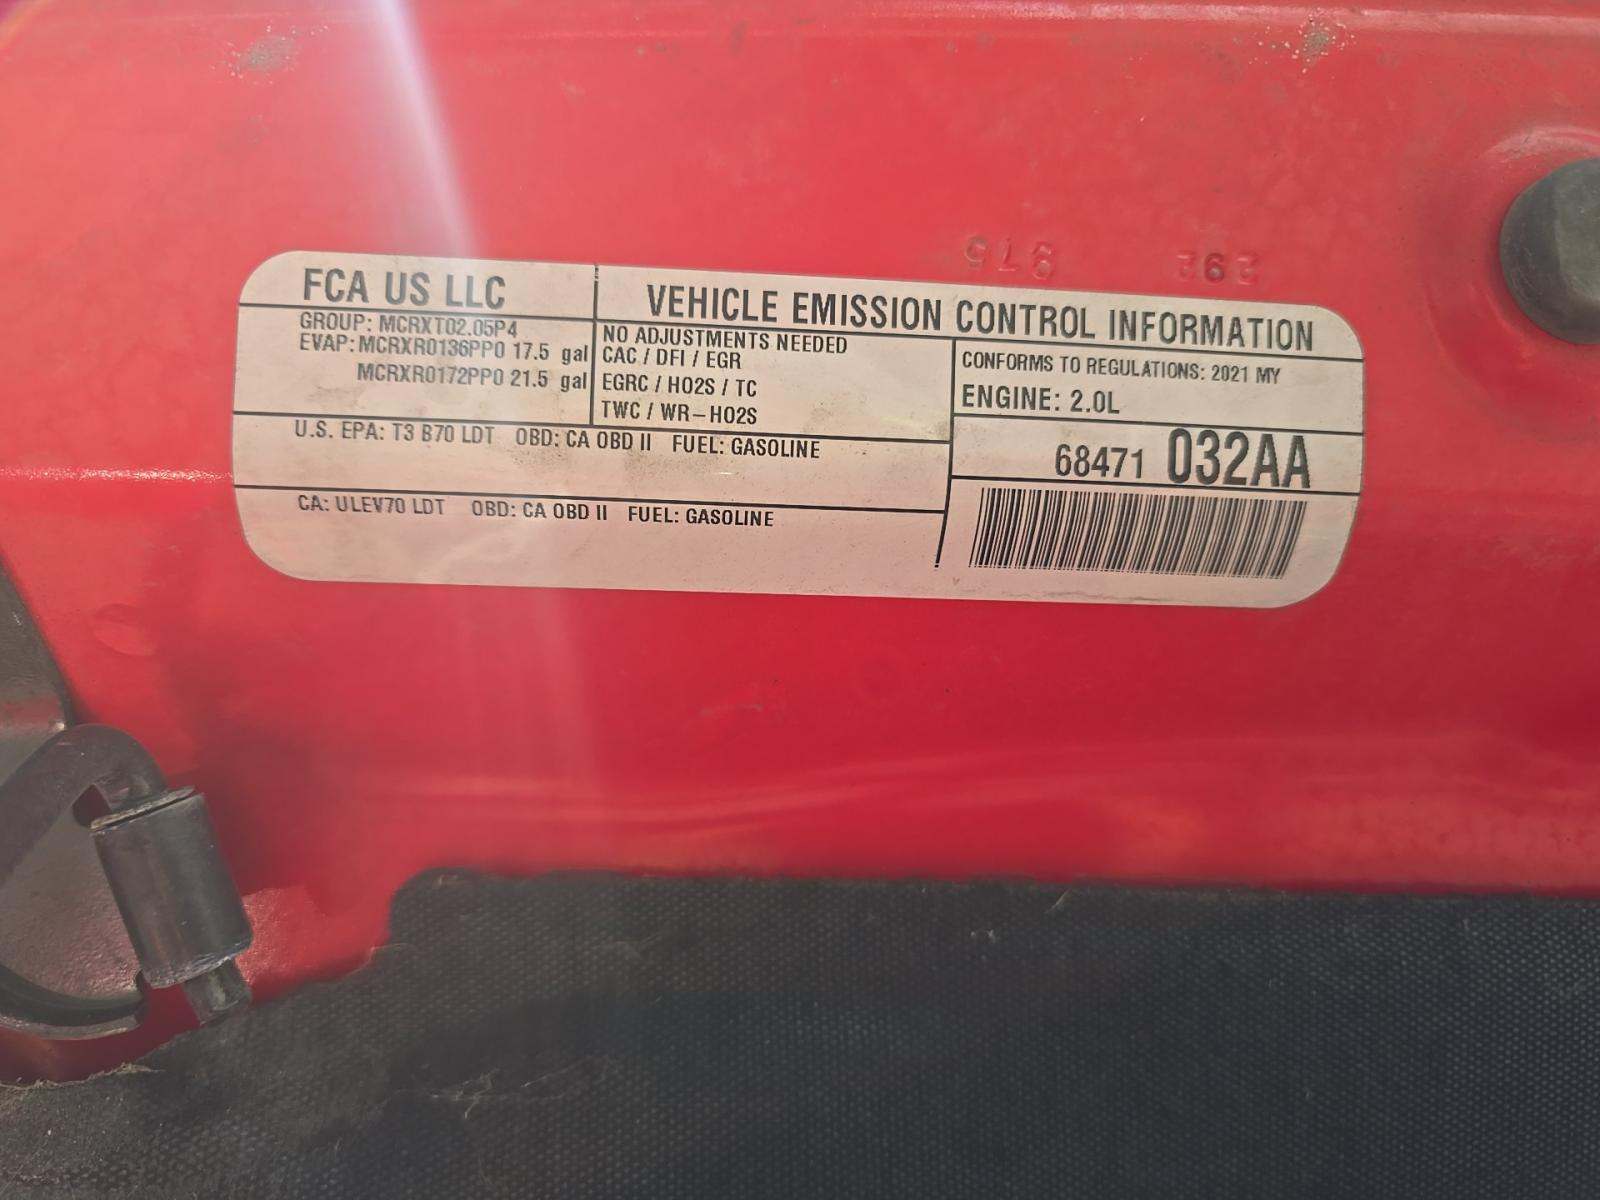 FCA US LLC
VEHICLE EMISSION CONTROL INFORMATION
GROUP: MCRXT02.05P4
EVAP: MCRXR0136PP0 17.5 gal
MCRXR0172PP0 21.5 gal
NO ADJUSTMENTS NEEDED
CAC / DFI / EGR
EGRC / HO2S / TC
TWC / WR-HO2S
CONFORMS TO REGULATIONS: 2021 MY
ENGINE: 2.0L
U.S. EPA: T3 B70 LDT OBD: CA OBD II FUEL: GASOLINE
68471 032AA
CA: ULEV70 LDT OBD: CA OBD II FUEL: GASOLINE